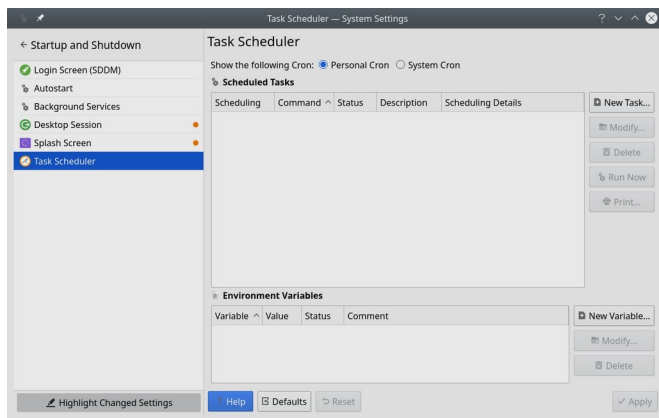 Task Scheduler — System Settings
← Startup and Shutdown
Login Screen (SDDM)
Autostart
Background Services
Desktop Session
Splash Screen
Task Scheduler
Highlight Changed Settings
Task Scheduler
Show the following Cron: Personal Cron System Cron
Scheduled Tasks
Scheduling Command Status Description Scheduling Details
New Task...
Modify...
Delete
Run Now
Print...
Environment Variables
Variable Value Status Comment
New Variable...
Modify...
Delete
Help Defaults Reset Apply